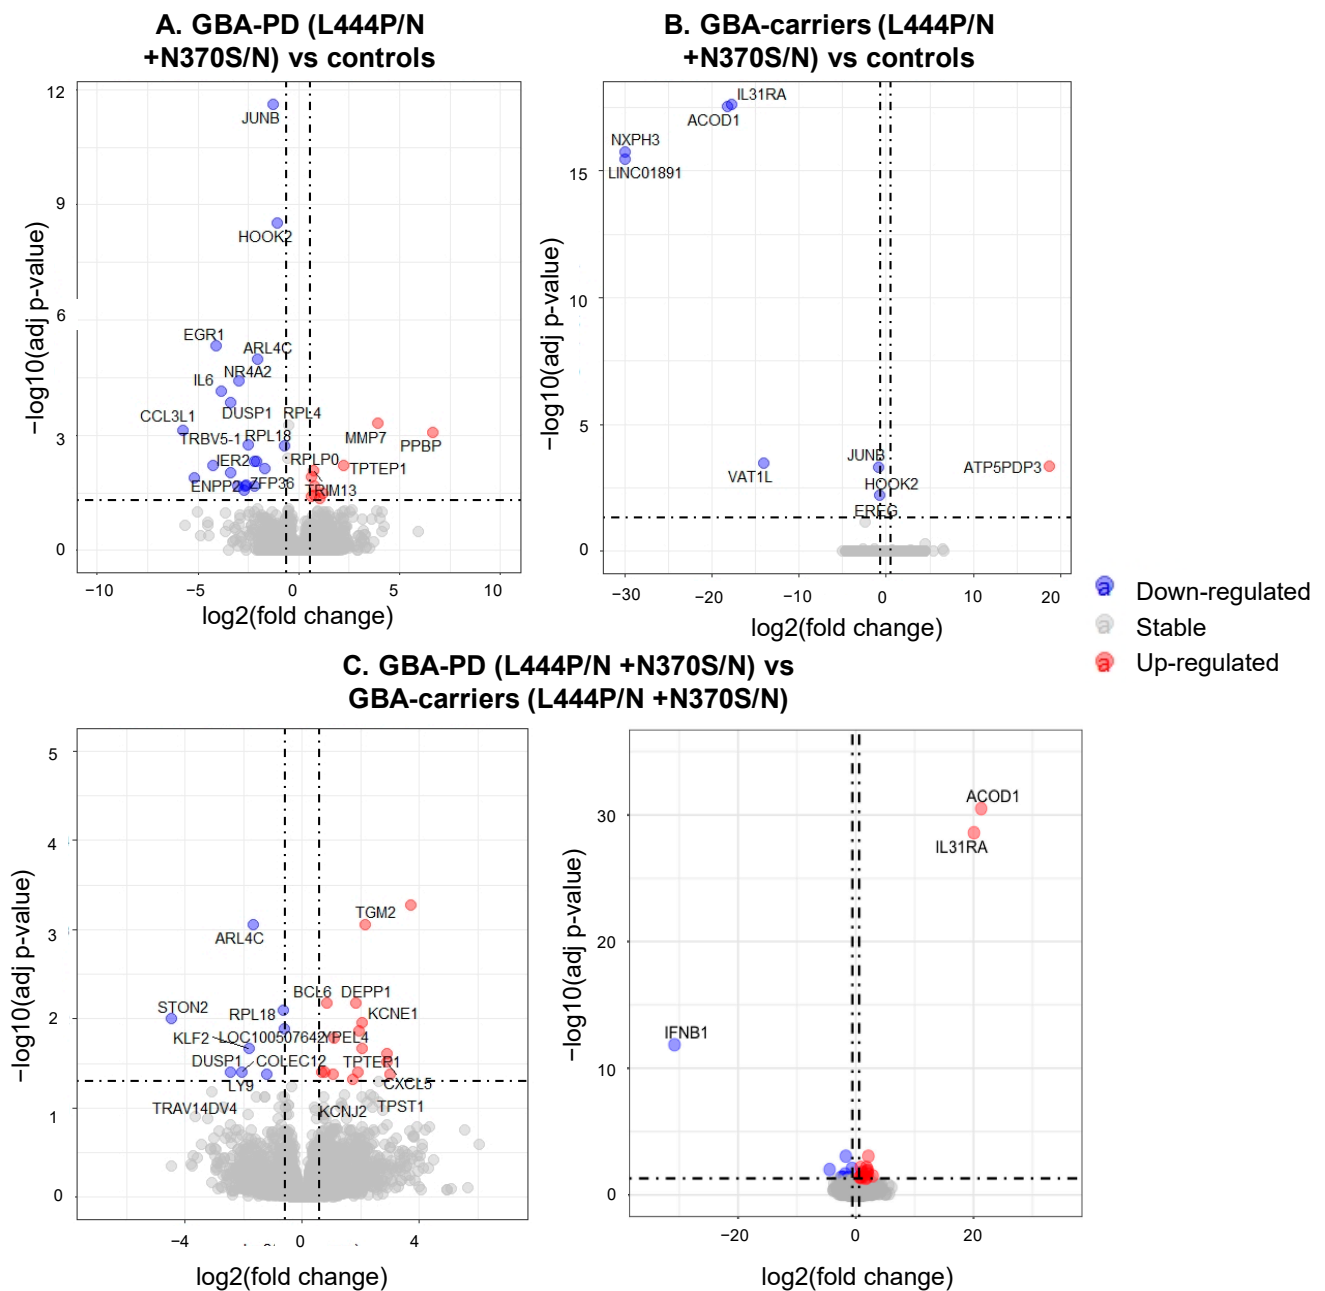 A. GBA-PD (L444P/N
+N370S/N) vs controls
B. GBA-carriers (L444P/N
+N370S/N) vs controls
12
9
6
3
0
−log10(adj p-value)
JUNB
HOOK2
EGR1
ARL4C
NR4A2
IL6
DUSP1
RPL4
CCL3L1
TRBV5-1
RPL18
MMP7
PPBP
IER2
RPLP0
TPTEP1
ENPP2
ZFP36
TRIM13
−10
−5
0
5
10
log2(fold change)
15
10
5
0
−log10(adj p-value)
IL31RA
ACOD1
NXPH3
LINC01891
VAT1L
JUNB
HOOK2
EREG
ATP5PDP3
−30
−20
−10
0
10
20
log2(fold change)
a Down-regulated
a Stable
a Up-regulated
C. GBA-PD (L444P/N +N370S/N) vs
GBA-carriers (L444P/N +N370S/N)
5
4
3
2
1
0
−log10(adj p-value)
TGM2
ARL4C
STON2
RPL18
BCL6
DEPP1
KCNE1
KLF2
LOC100507642
YPEL4
DUSP1
COLEC12
TPTEP1
LY9
CXCL5
TRAV14DV4
KCNJ2
TPST1
−4
0
4
log2(fold change)
30
20
10
0
−log10(adj p-value)
ACOD1
IL31RA
IFNB1
−20
0
20
log2(fold change)